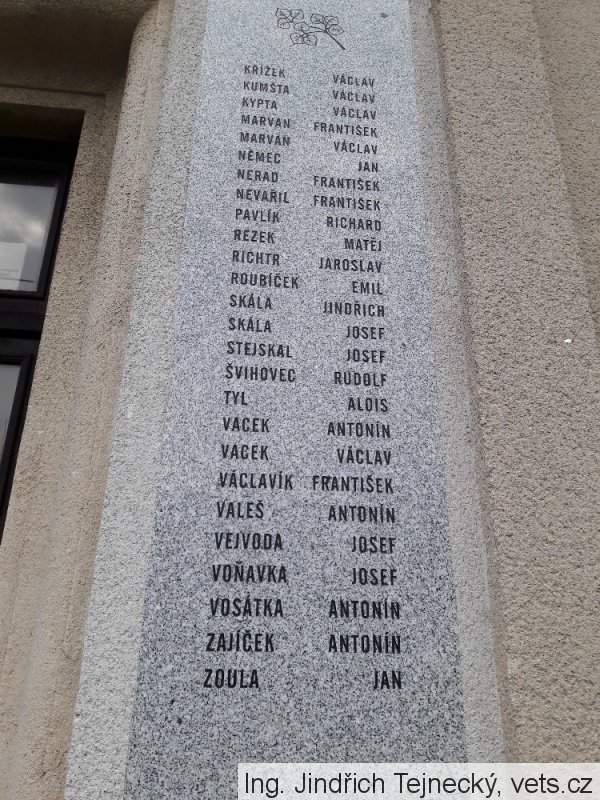 KŘÍŽEK VÁCLAV
KUMŠTA VÁCLAV
KYPTA VÁCLAV
MARVAN FRANTIŠEK
MARVÁN VÁCLAV
NĚMEC JAN
NERAD FRANTIŠEK
NEVAŘIL FRANTIŠEK
PAVLÍK RICHARD
REZEK MATĚJ
RICHTR JAROSLAV
ROUBÍČEK EMIL
SKÁLA JINDŘICH
SKÁLA JOSEF
STEJSKAL JOSEF
ŠVIHOVEC RUDOLF
TYL ALOIS
VACEK ANTONÍN
VACEK VÁCLAV
VÁCLAVÍK FRANTIŠEK
VALEŠ ANTONÍN
VEJVODA JOSEF
VOŇAVKA JOSEF
VOSÁTKA ANTONÍN
ZAJÍČEK ANTONÍN
ZOULA JAN
Ing. Jindřich Tejnecký, vets.cz